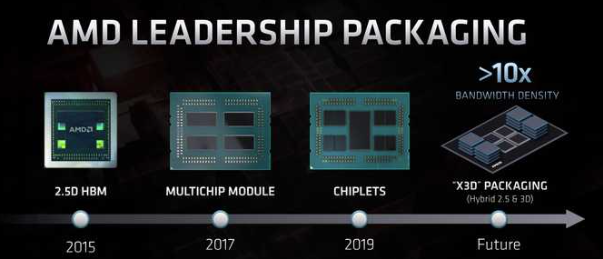 AMD LEADERSHIP PACKAGING
>10x
BANDWIDTH DENSITY
AMD
2.5D HBM
MULTICHIP MODULE
CHIPLETS
"X3D" PACKAGING
(Hybrid 2.5 & 3D)
2015
2017
2019
Future